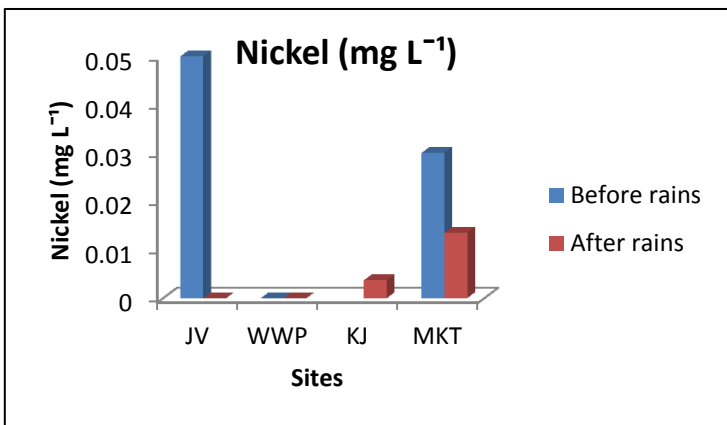 Nickel (mg L⁻¹)
Nickel (mg L⁻¹)
0.05
0.04
0.03
0.02
0.01
0
JV WWP KJ MKT
Sites
Before rains
After rains